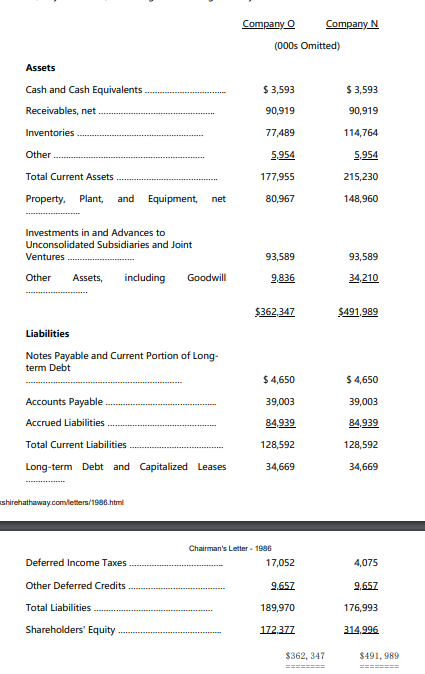 Company O Company N
(000s Omitted)
Assets
Cash and Cash Equivalents ................................ $ 3,593 $ 3,593
Receivables, net ............................................. 90,919 90,919
Inventories ................................................. 77,489 114,764
Other ........................................................... 5,954 5,954
Total Current Assets ....................................... 177,955 215,230
Property, Plant, and Equipment, net 80,967 148,960
.....................
Investments in and Advances to
Unconsolidated Subsidiaries and Joint
Ventures .......................... 93,589 93,589
Other Assets, including Goodwill 9,836 34,210
........................
$362,347 $491,989
Liabilities
Notes Payable and Current Portion of Long-
term Debt
............................................................ $ 4,650 $ 4,650
Accounts Payable ........................................... 39,003 39,003
Accrued Liabilities .......................................... 84,939 84,939
Total Current Liabilities ................................... 128,592 128,592
Long-term Debt and Capitalized Leases 34,669 34,669
...............
kshirehathaway.com/letters/1986.html
Chairman's Letter - 1986
Deferred Income Taxes .................................... 17,052 4,075
Other Deferred Credits ..................................... 9,657 9,657
Total Liabilities .............................................. 189,970 176,993
Shareholders' Equity ........................................ 172,377 314,996
$362, 347 $491, 989
======== ========